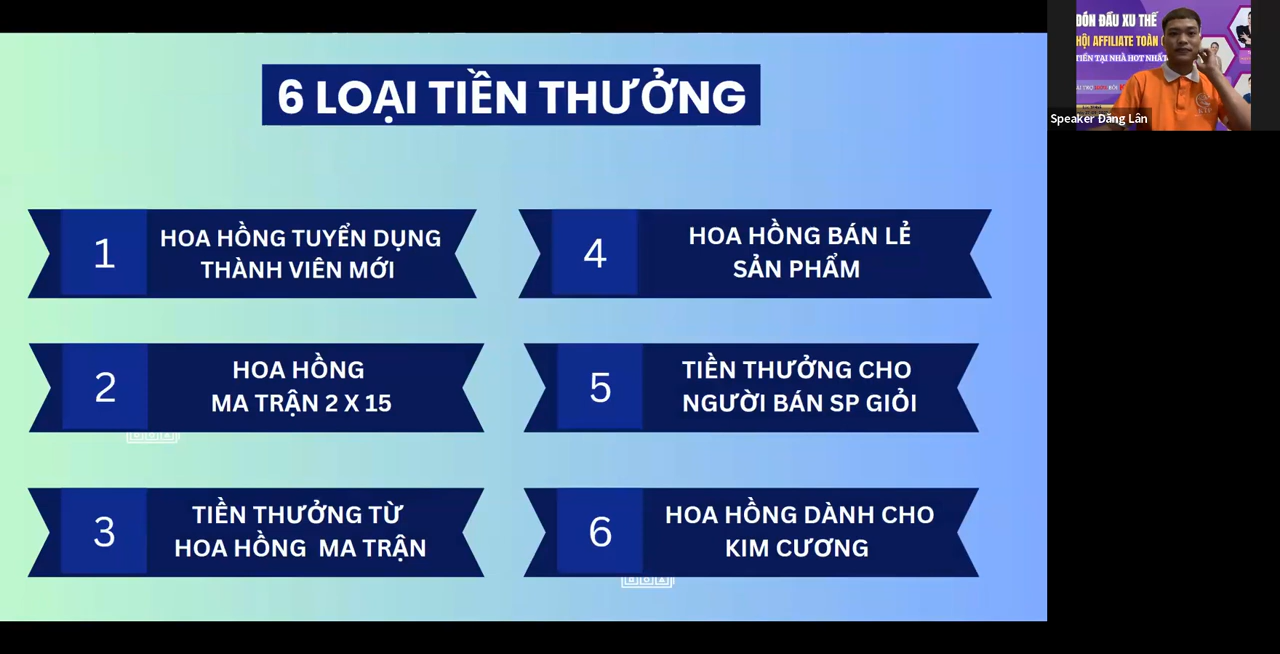 6 LOẠI TIỀN THƯỞNG
1
HOA HỒNG TUYỂN DỤNG
THÀNH VIÊN MỚI
2
HOA HỒNG
MA TRẬN 2 X 15
3
TIỀN THƯỞNG TỪ
HOA HỒNG MA TRẬN
4
HOA HỒNG BÁN LẺ
SẢN PHẨM
5
TIỀN THƯỞNG CHO
NGƯỜI BÁN SP GIỎI
6
HOA HỒNG DÀNH CHO
KIM CƯƠNG
ĐÓN ĐẦU XU THẾ
HỘI AFFILIATE TOÀN
TIỀN TẠI NHÀ HOT NHẤT
Speaker Đăng Lân